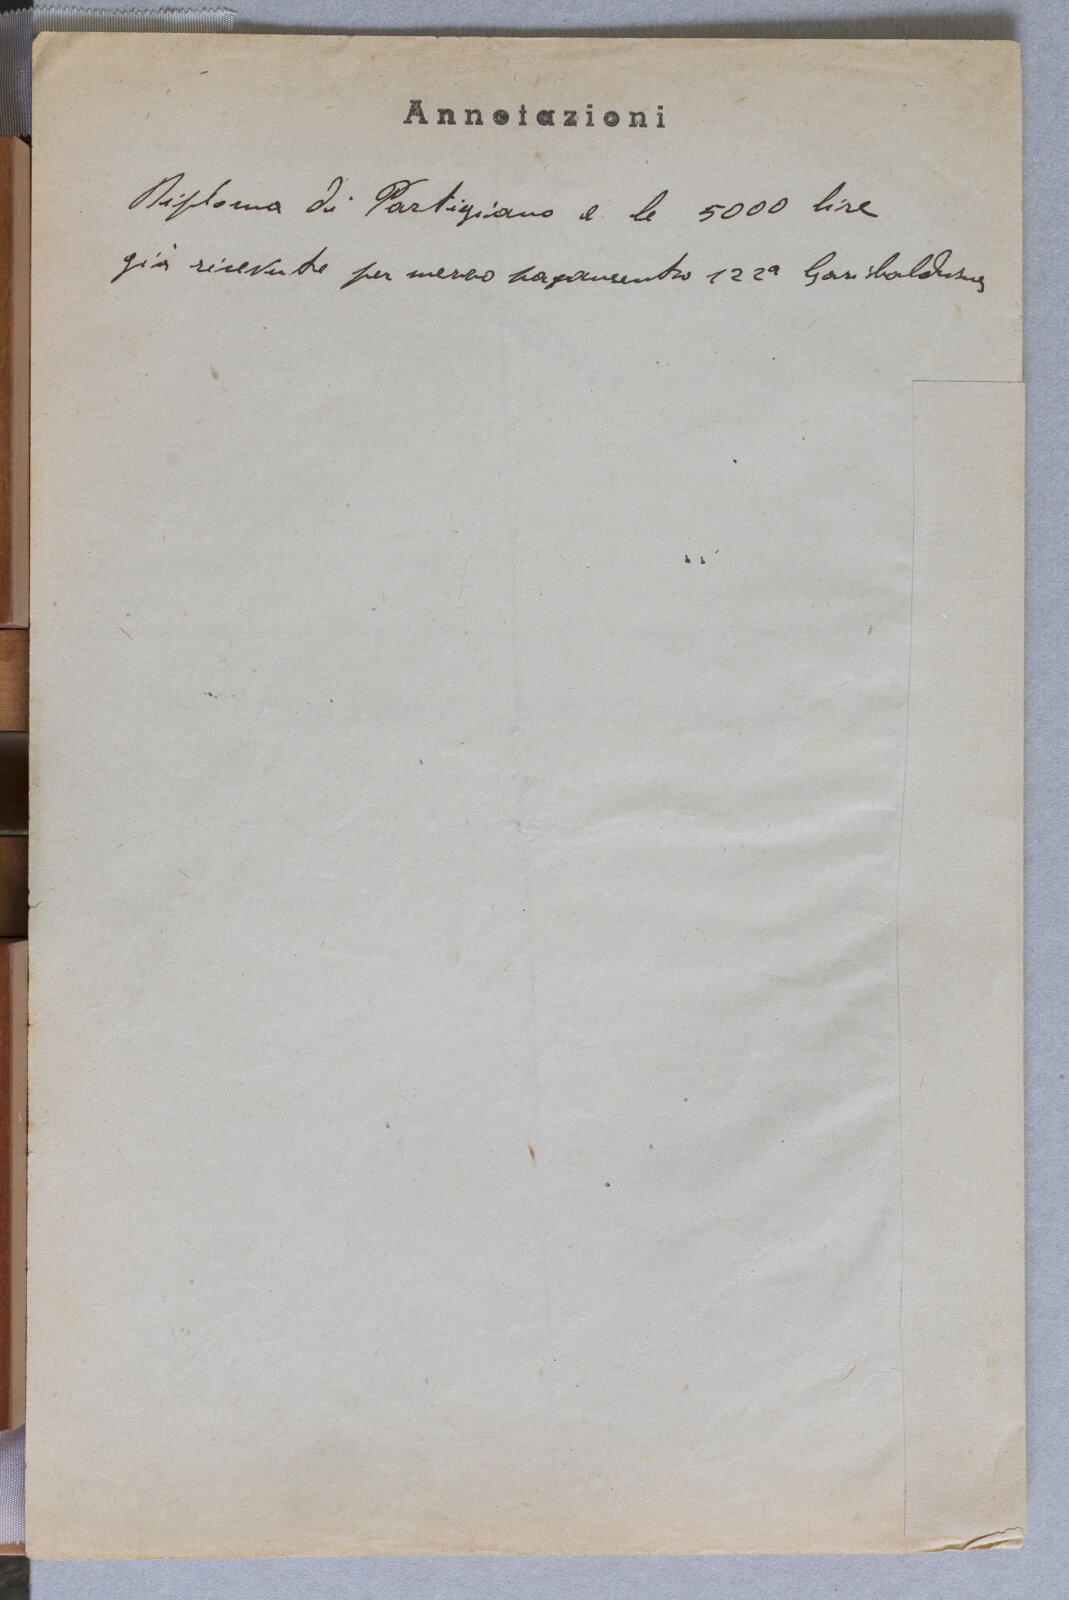 Annotazioni
Diploma di Partigiano e le 5000 lire
già ricevute per mezzo pagamento 122ª Garibaldina